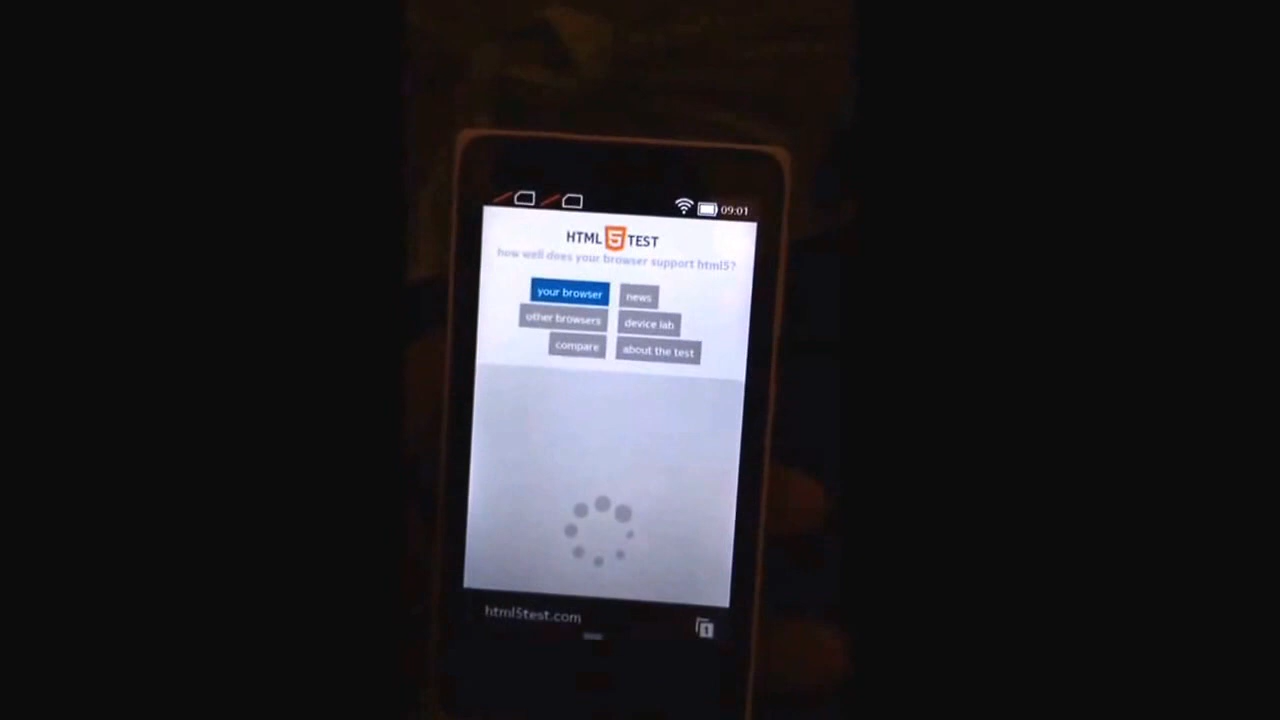 09:01
HTML 5 TEST
how well does your browser support html5?
your browser news
other browsers device lab
compare about the test
html5test.com
1